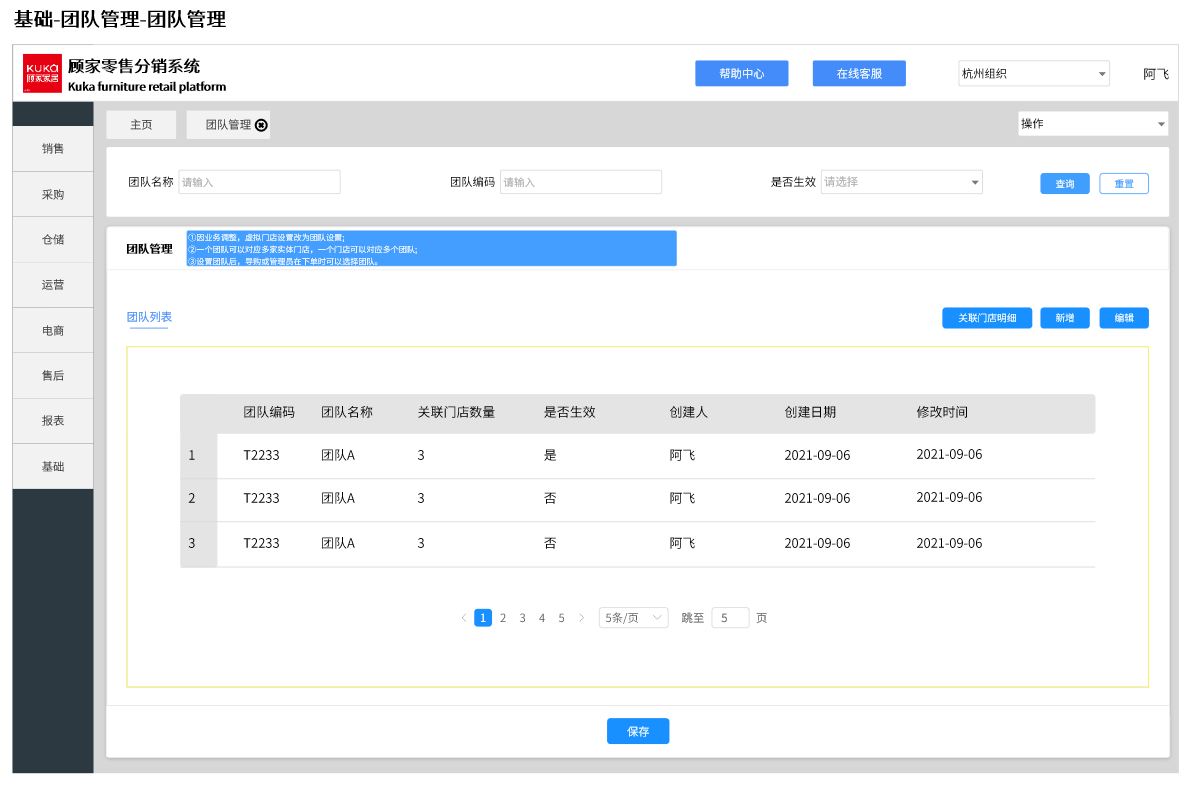 基础-团队管理-团队管理
KUKA
顾家家居
顾家零售分销系统
Kuka furniture retail platform
帮助中心
在线客服
杭州组织
阿飞
主页
团队管理
操作
销售
采购
仓储
运营
电商
售后
报表
基础
团队名称 请输入
团队编码 请输入
是否生效 请选择
查询
重置
团队管理
①因业务调整，虚拟门店设置改为团队设置;
②一个团队可以对应多家实体门店，一个门店可以对应多个团队;
③设置团队后，导购或管理员在下单时可以选择团队。
团队列表
关联门店明细
新增
编辑
团队编码 团队名称 关联门店数量 是否生效 创建人 创建日期 修改时间
1 T2233 团队A 3 是 阿飞 2021-09-06 2021-09-06
2 T2233 团队A 3 否 阿飞 2021-09-06 2021-09-06
3 T2233 团队A 3 否 阿飞 2021-09-06 2021-09-06
1 2 3 4 5 5条/页 跳至 5 页
保存